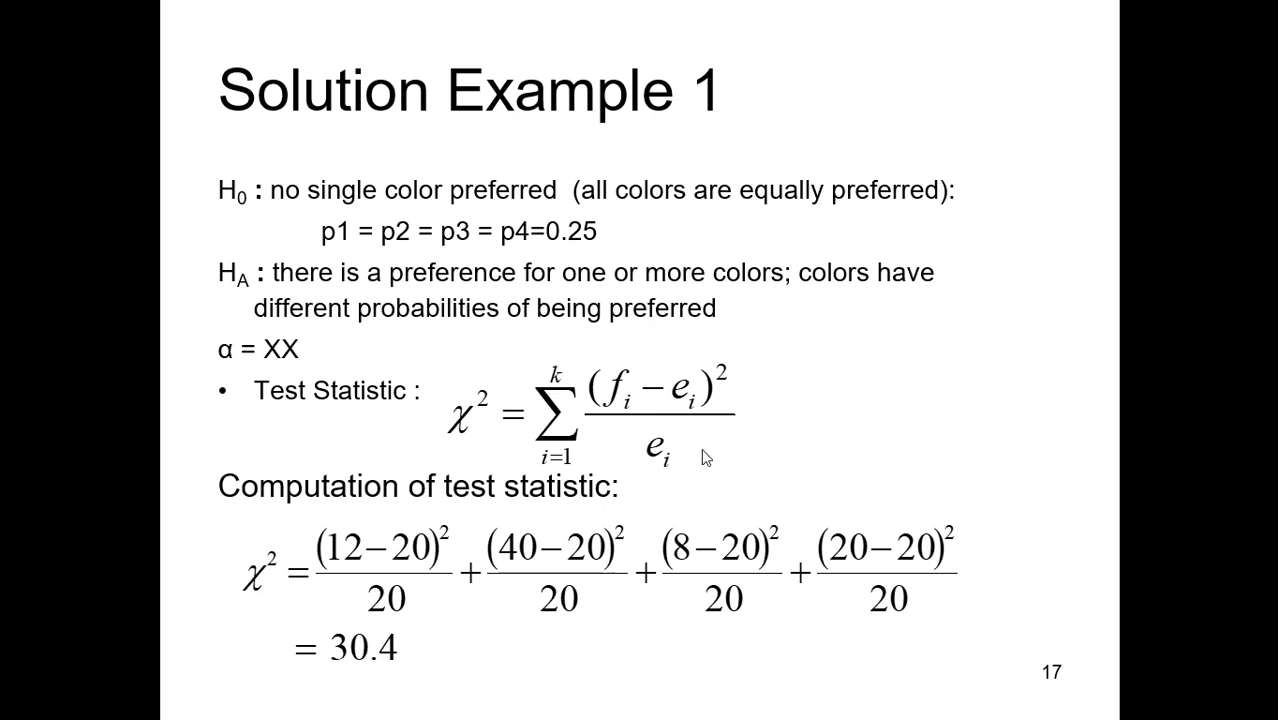 Solution Example 1
H₀ : no single color preferred (all colors are equally preferred):
p1 = p2 = p3 = p4=0.25
H_A : there is a preference for one or more colors; colors have
different probabilities of being preferred
α = XX
• Test Statistic : χ² = ∑_{i=1}^{k} (f_i − e_i)² / e_i
Computation of test statistic:
χ² = (12−20)²/20 + (40−20)²/20 + (8−20)²/20 + (20−20)²/20
= 30.4
17